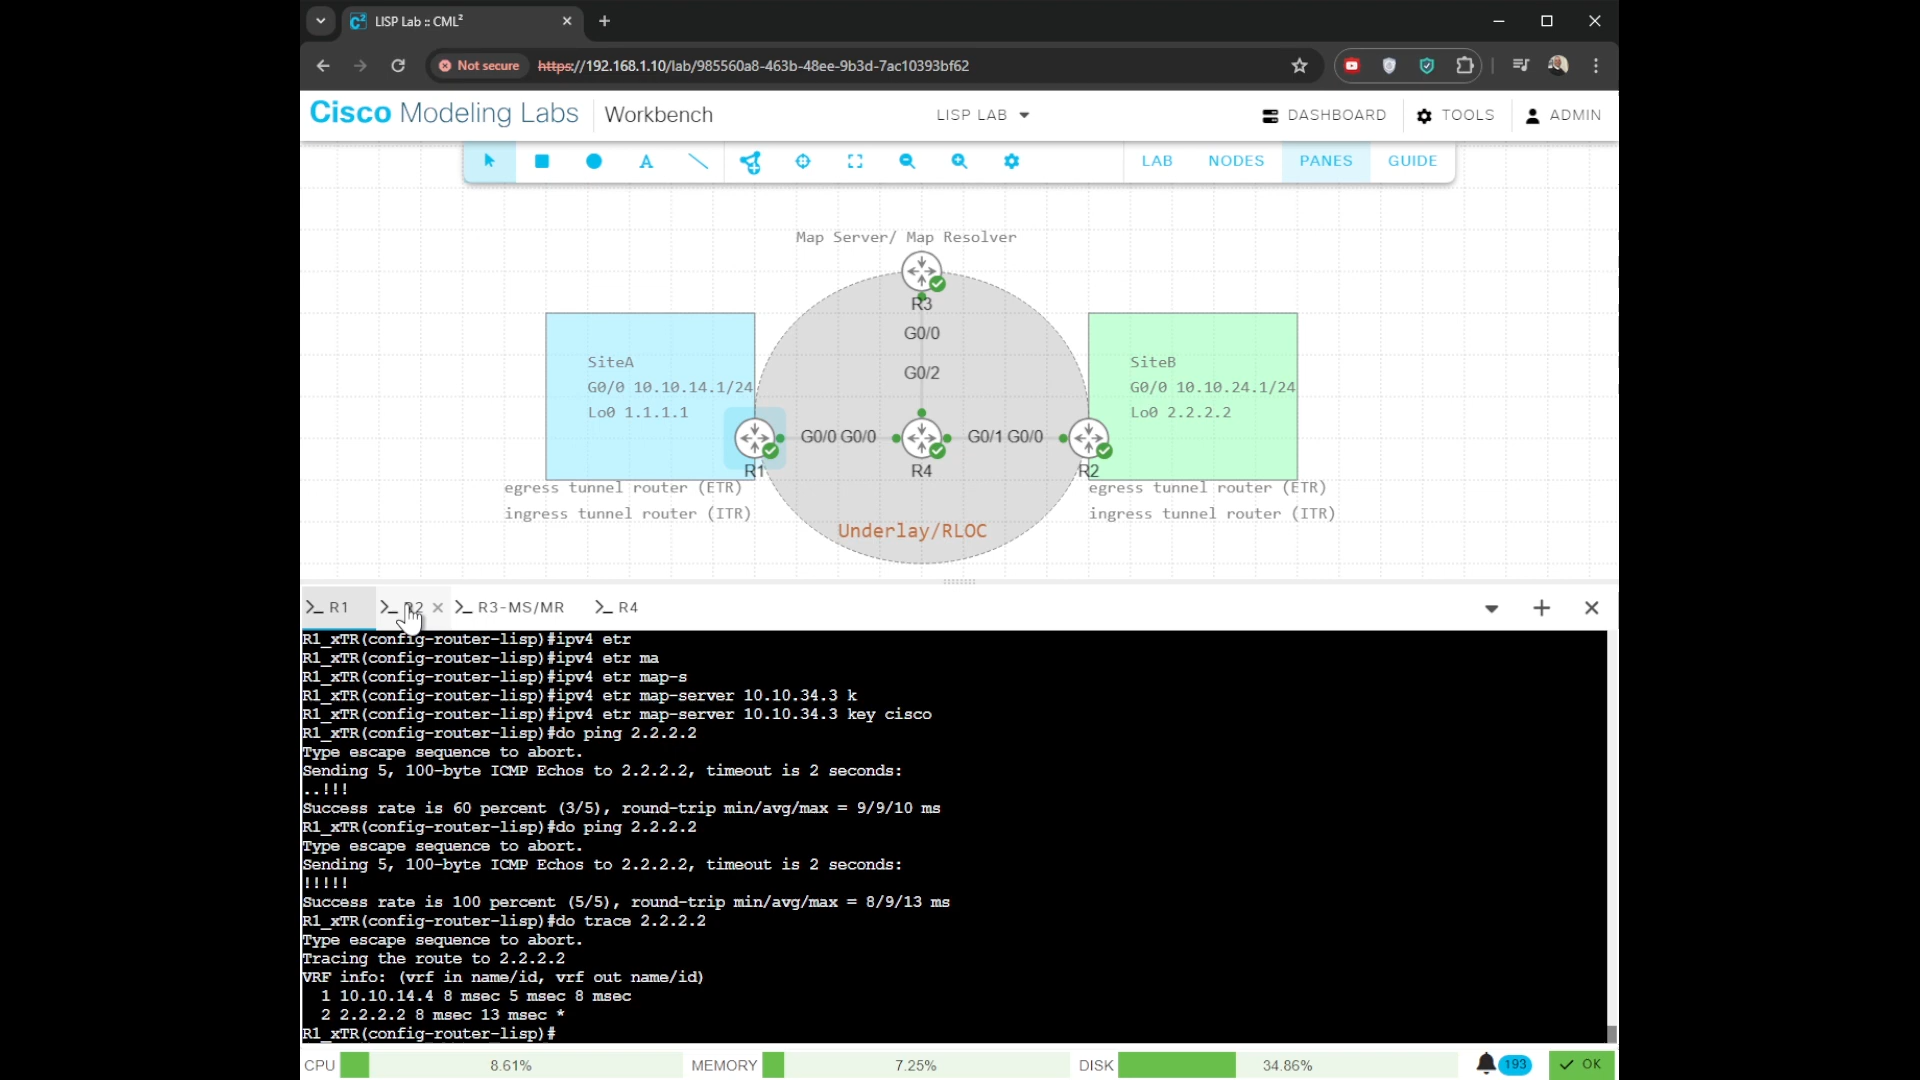 LISP Lab :: CML²
Not secure https://192.168.1.10/lab/985560a8-463b-48ee-9b3d-7ac10393bf62
Cisco Modeling Labs Workbench LISP LAB DASHBOARD TOOLS ADMIN
A LAB NODES PANES GUIDE
Map Server/ Map Resolver
R3
G0/0
G0/2
SiteA
G0/0 10.10.14.1/24
Lo0 1.1.1.1
SiteB
G0/0 10.10.24.1/24
Lo0 2.2.2.2
G0/0 G0/0 G0/1 G0/0
R1 R4 R2
egress tunnel router (ETR)
ingress tunnel router (ITR)
egress tunnel router (ETR)
ingress tunnel router (ITR)
Underlay/RLOC
>_ R1 >_ R2 >_ R3-MS/MR >_ R4
R1_xTR(config-router-lisp)#ipv4 etr
R1_xTR(config-router-lisp)#ipv4 etr ma
R1_xTR(config-router-lisp)#ipv4 etr map-s
R1_xTR(config-router-lisp)#ipv4 etr map-server 10.10.34.3 k
R1_xTR(config-router-lisp)#ipv4 etr map-server 10.10.34.3 key cisco
R1_xTR(config-router-lisp)#do ping 2.2.2.2
Type escape sequence to abort.
Sending 5, 100-byte ICMP Echos to 2.2.2.2, timeout is 2 seconds:
..!!!
Success rate is 60 percent (3/5), round-trip min/avg/max = 9/9/10 ms
R1_xTR(config-router-lisp)#do ping 2.2.2.2
Type escape sequence to abort.
Sending 5, 100-byte ICMP Echos to 2.2.2.2, timeout is 2 seconds:
!!!!!
Success rate is 100 percent (5/5), round-trip min/avg/max = 8/9/13 ms
R1_xTR(config-router-lisp)#do trace 2.2.2.2
Type escape sequence to abort.
Tracing the route to 2.2.2.2
VRF info: (vrf in name/id, vrf out name/id)
1 10.10.14.4 8 msec 5 msec 8 msec
2 2.2.2.2 8 msec 13 msec *
R1_xTR(config-router-lisp)#
CPU 8.61% MEMORY 7.25% DISK 34.86% 193 OK